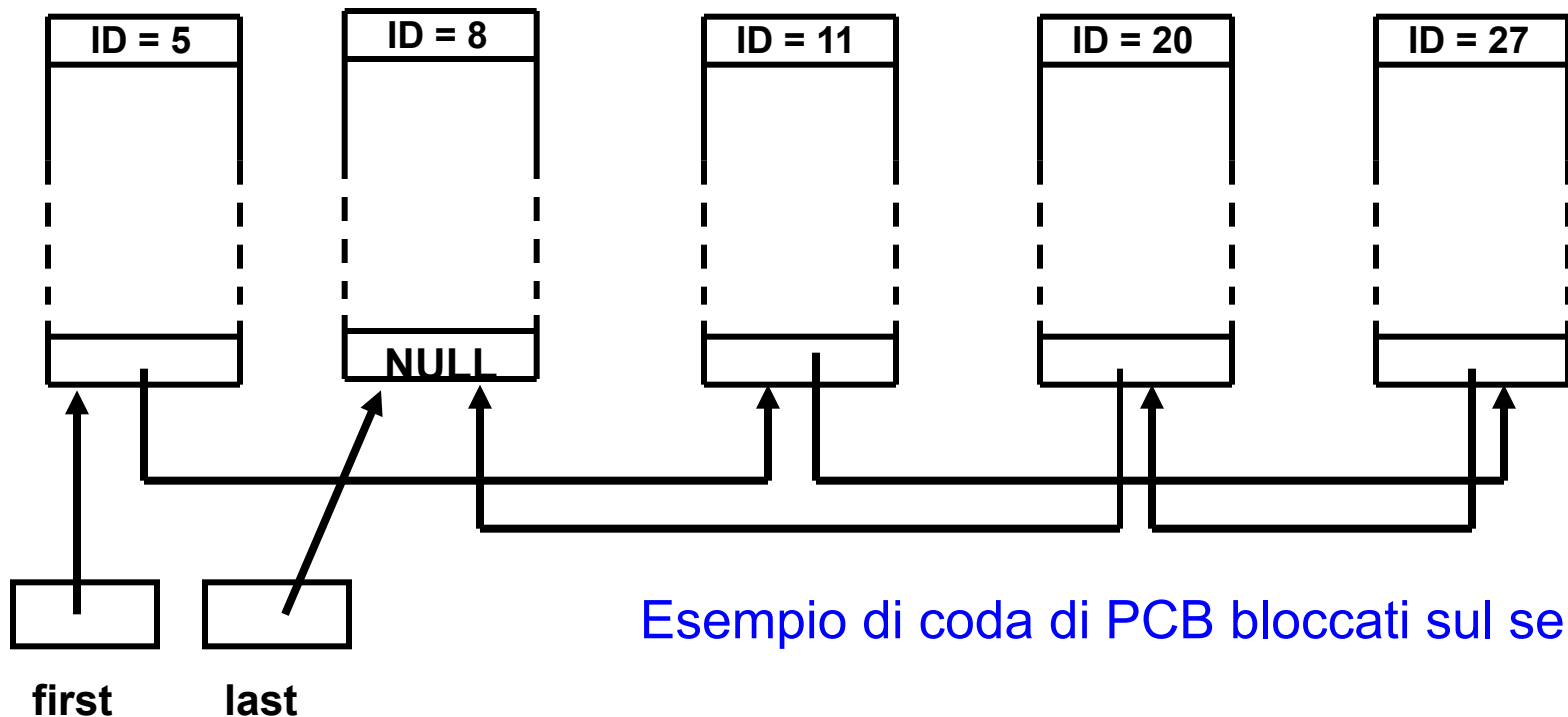 ID = 5
ID = 8
ID = 11
ID = 20
ID = 27
NULL
Esempio di coda di PCB bloccati sul se
first
last